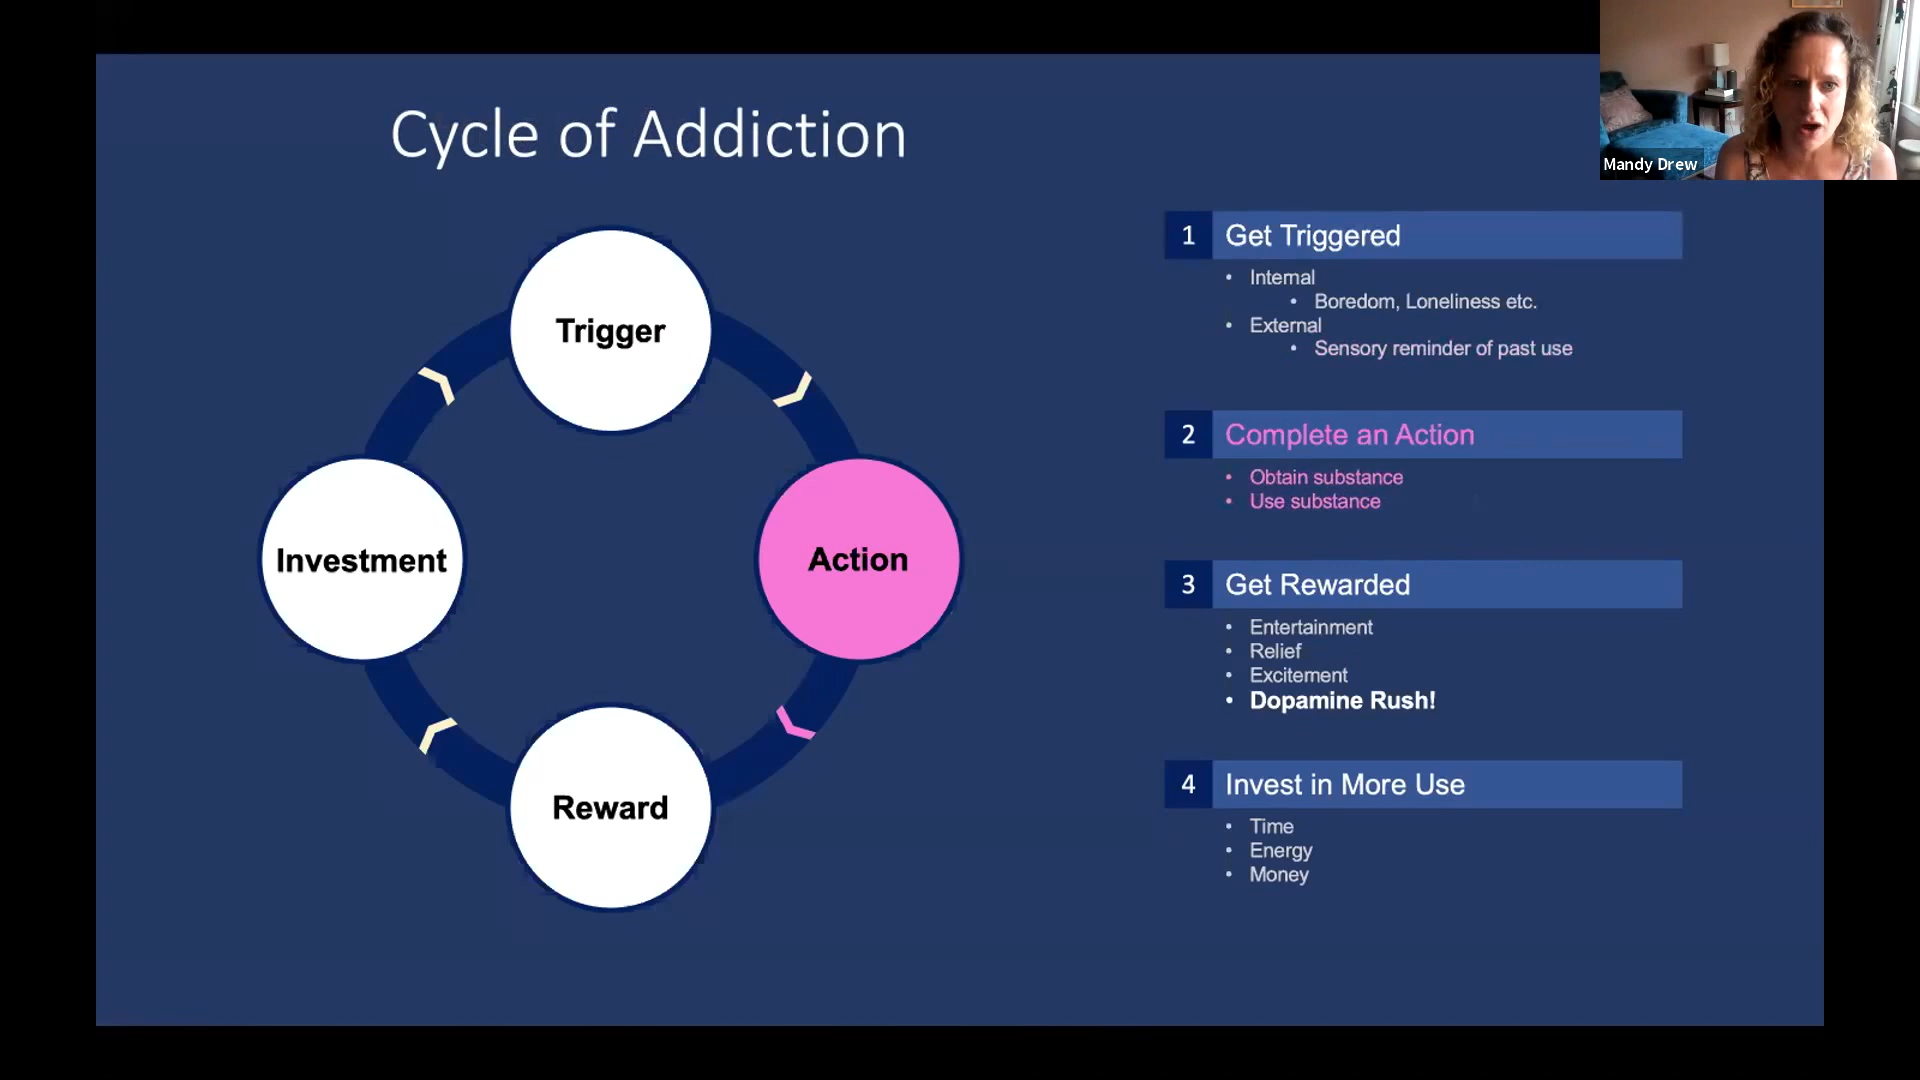 Cycle of Addiction
Mandy Drew
Trigger
Action
Reward
Investment
1 Get Triggered
• Internal
• Boredom, Loneliness etc.
• External
• Sensory reminder of past use
2 Complete an Action
• Obtain substance
• Use substance
3 Get Rewarded
• Entertainment
• Relief
• Excitement
• Dopamine Rush!
4 Invest in More Use
• Time
• Energy
• Money